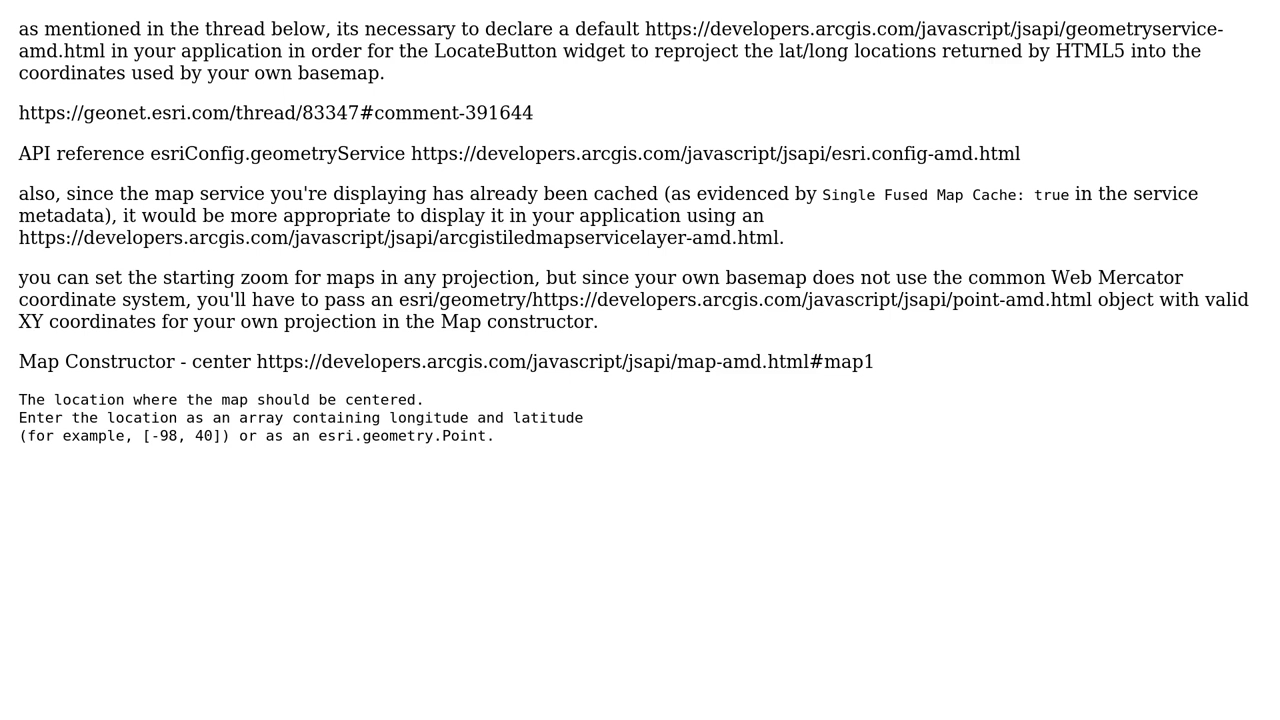 as mentioned in the thread below, its necessary to declare a default https://developers.arcgis.com/javascript/jsapi/geometryservice-
amd.html in your application in order for the LocateButton widget to reproject the lat/long locations returned by HTML5 into the
coordinates used by your own basemap.
https://geonet.esri.com/thread/83347#comment-391644
API reference esriConfig.geometryService https://developers.arcgis.com/javascript/jsapi/esri.config-amd.html
also, since the map service you're displaying has already been cached (as evidenced by Single Fused Map Cache: true in the service
metadata), it would be more appropriate to display it in your application using an
https://developers.arcgis.com/javascript/jsapi/arcgistiledmapservicelayer-amd.html.
you can set the starting zoom for maps in any projection, but since your own basemap does not use the common Web Mercator
coordinate system, you'll have to pass an esri/geometry/https://developers.arcgis.com/javascript/jsapi/point-amd.html object with valid
XY coordinates for your own projection in the Map constructor.
Map Constructor - center https://developers.arcgis.com/javascript/jsapi/map-amd.html#map1
The location where the map should be centered.
Enter the location as an array containing longitude and latitude
(for example, [-98, 40]) or as an esri.geometry.Point.